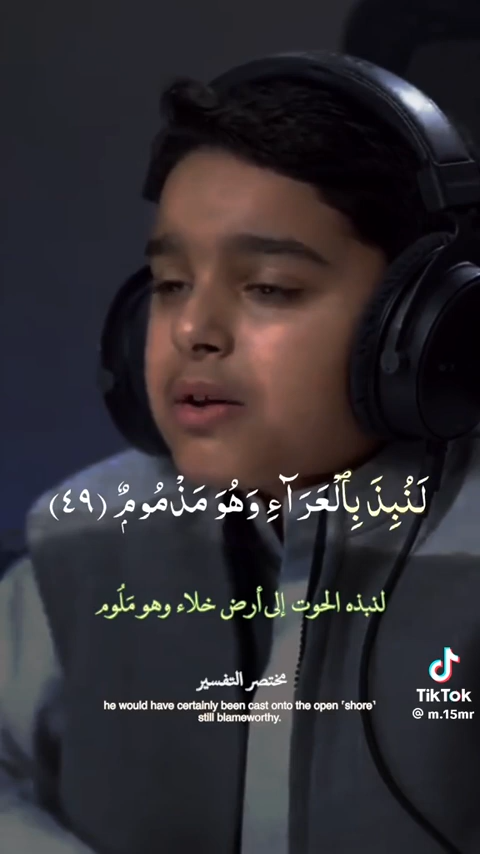 لَنُبِذَ بِٱلْعَرَآءِ وَهُوَ مَذْمُومٌ (٤٩)
لنبذه الحوت إلى أرض خلاء وهو مَلُوم
مختصر التفسير
he would have certainly been cast onto the open ˹shore˺
still blameworthy.
TikTok
@ m.15mr